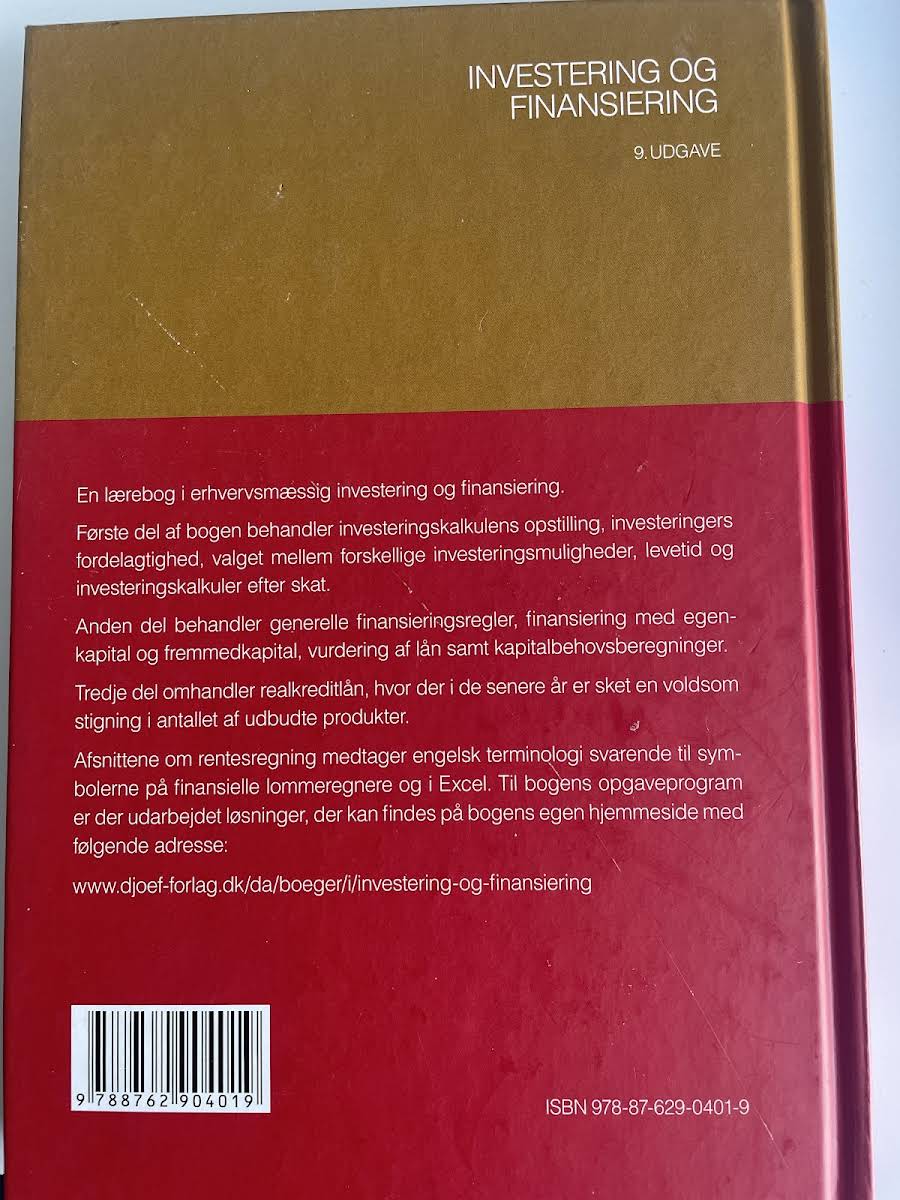 INVESTERING OG
FINANSIERING
9. UDGAVE
En lærebog i erhvervsmæssig investering og finansiering.
Første del af bogen behandler investeringskalkulens opstilling, investeringers
fordelagtighed, valget mellem forskellige investeringsmuligheder, levetid og
investeringskalkuler efter skat.
Anden del behandler generelle finansieringsregler, finansiering med egen-
kapital og fremmedkapital, vurdering af lån samt kapitalbehovsberegninger.
Tredje del omhandler realkreditlån, hvor der i de senere år er sket en voldsom
stigning i antallet af udbudte produkter.
Afsnittene om rentesregning medtager engelsk terminologi svarende til sym-
bolerne på finansielle lommeregnere og i Excel. Til bogens opgaveprogram
er der udarbejdet løsninger, der kan findes på bogens egen hjemmeside med
følgende adresse:
www.djoef-forlag.dk/da/boeger/i/investering-og-finansiering
9 788762 904019
ISBN 978-87-629-0401-9